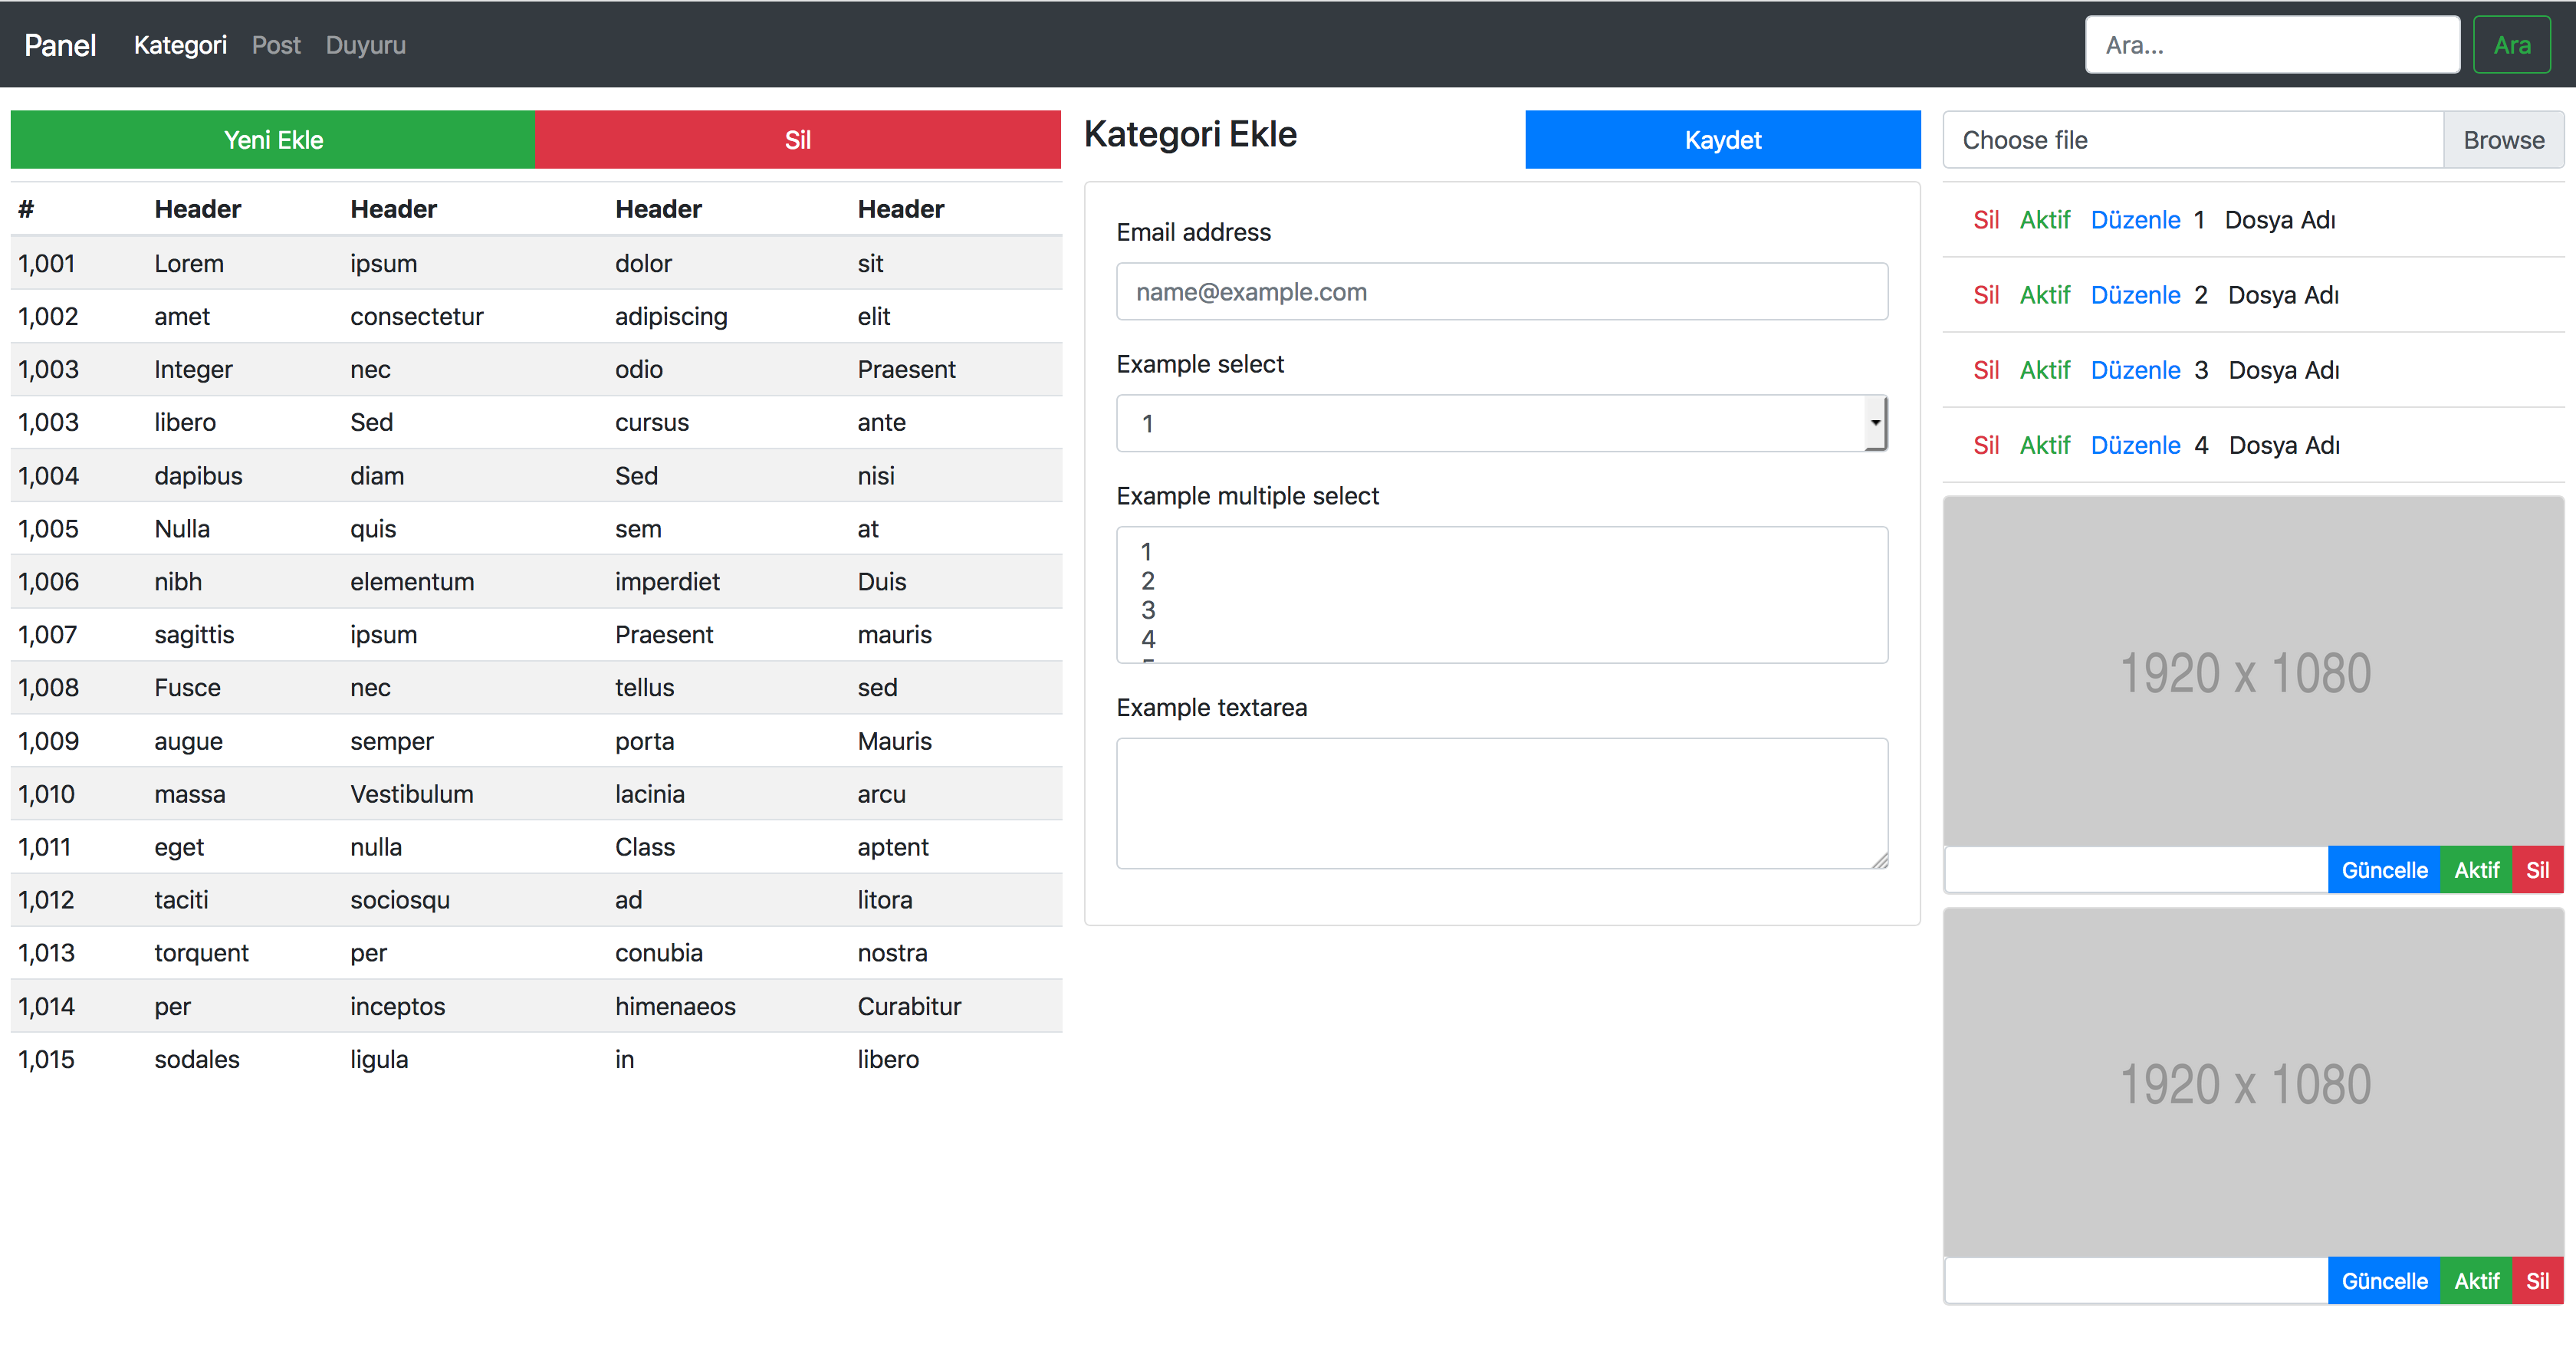 Panel Kategori Post Duyuru Ara... Ara
Yeni Ekle Sil
# Header Header Header Header
1,001 Lorem ipsum dolor sit
1,002 amet consectetur adipiscing elit
1,003 Integer nec odio Praesent
1,003 libero Sed cursus ante
1,004 dapibus diam Sed nisi
1,005 Nulla quis sem at
1,006 nibh elementum imperdiet Duis
1,007 sagittis ipsum Praesent mauris
1,008 Fusce nec tellus sed
1,009 augue semper porta Mauris
1,010 massa Vestibulum lacinia arcu
1,011 eget nulla Class aptent
1,012 taciti sociosqu ad litora
1,013 torquent per conubia nostra
1,014 per inceptos himenaeos Curabitur
1,015 sodales ligula in libero
Kategori Ekle Kaydet
Email address
name@example.com
Example select
1
Example multiple select
1
2
3
4
Example textarea
Choose file Browse
Sil Aktif Düzenle 1 Dosya Adı
Sil Aktif Düzenle 2 Dosya Adı
Sil Aktif Düzenle 3 Dosya Adı
Sil Aktif Düzenle 4 Dosya Adı
1920 x 1080
Güncelle Aktif Sil
1920 x 1080
Güncelle Aktif Sil